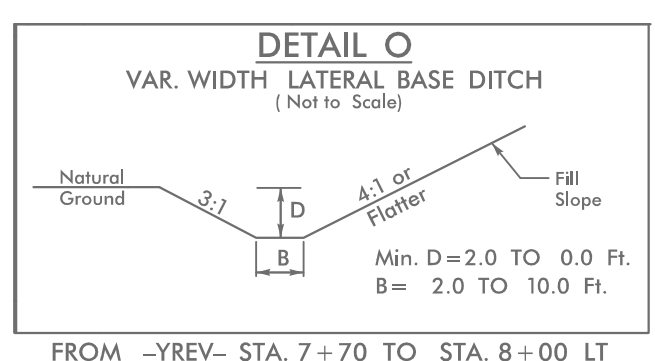 DETAIL O
VAR. WIDTH LATERAL BASE DITCH
( Not to Scale)
Natural
Ground
3:1
D
B
4:1 or
Flatter
Fill
Slope
Min. D=2.0 TO 0.0 Ft.
B= 2.0 TO 10.0 Ft.
FROM -YREV- STA. 7+70 TO STA. 8+00 LT